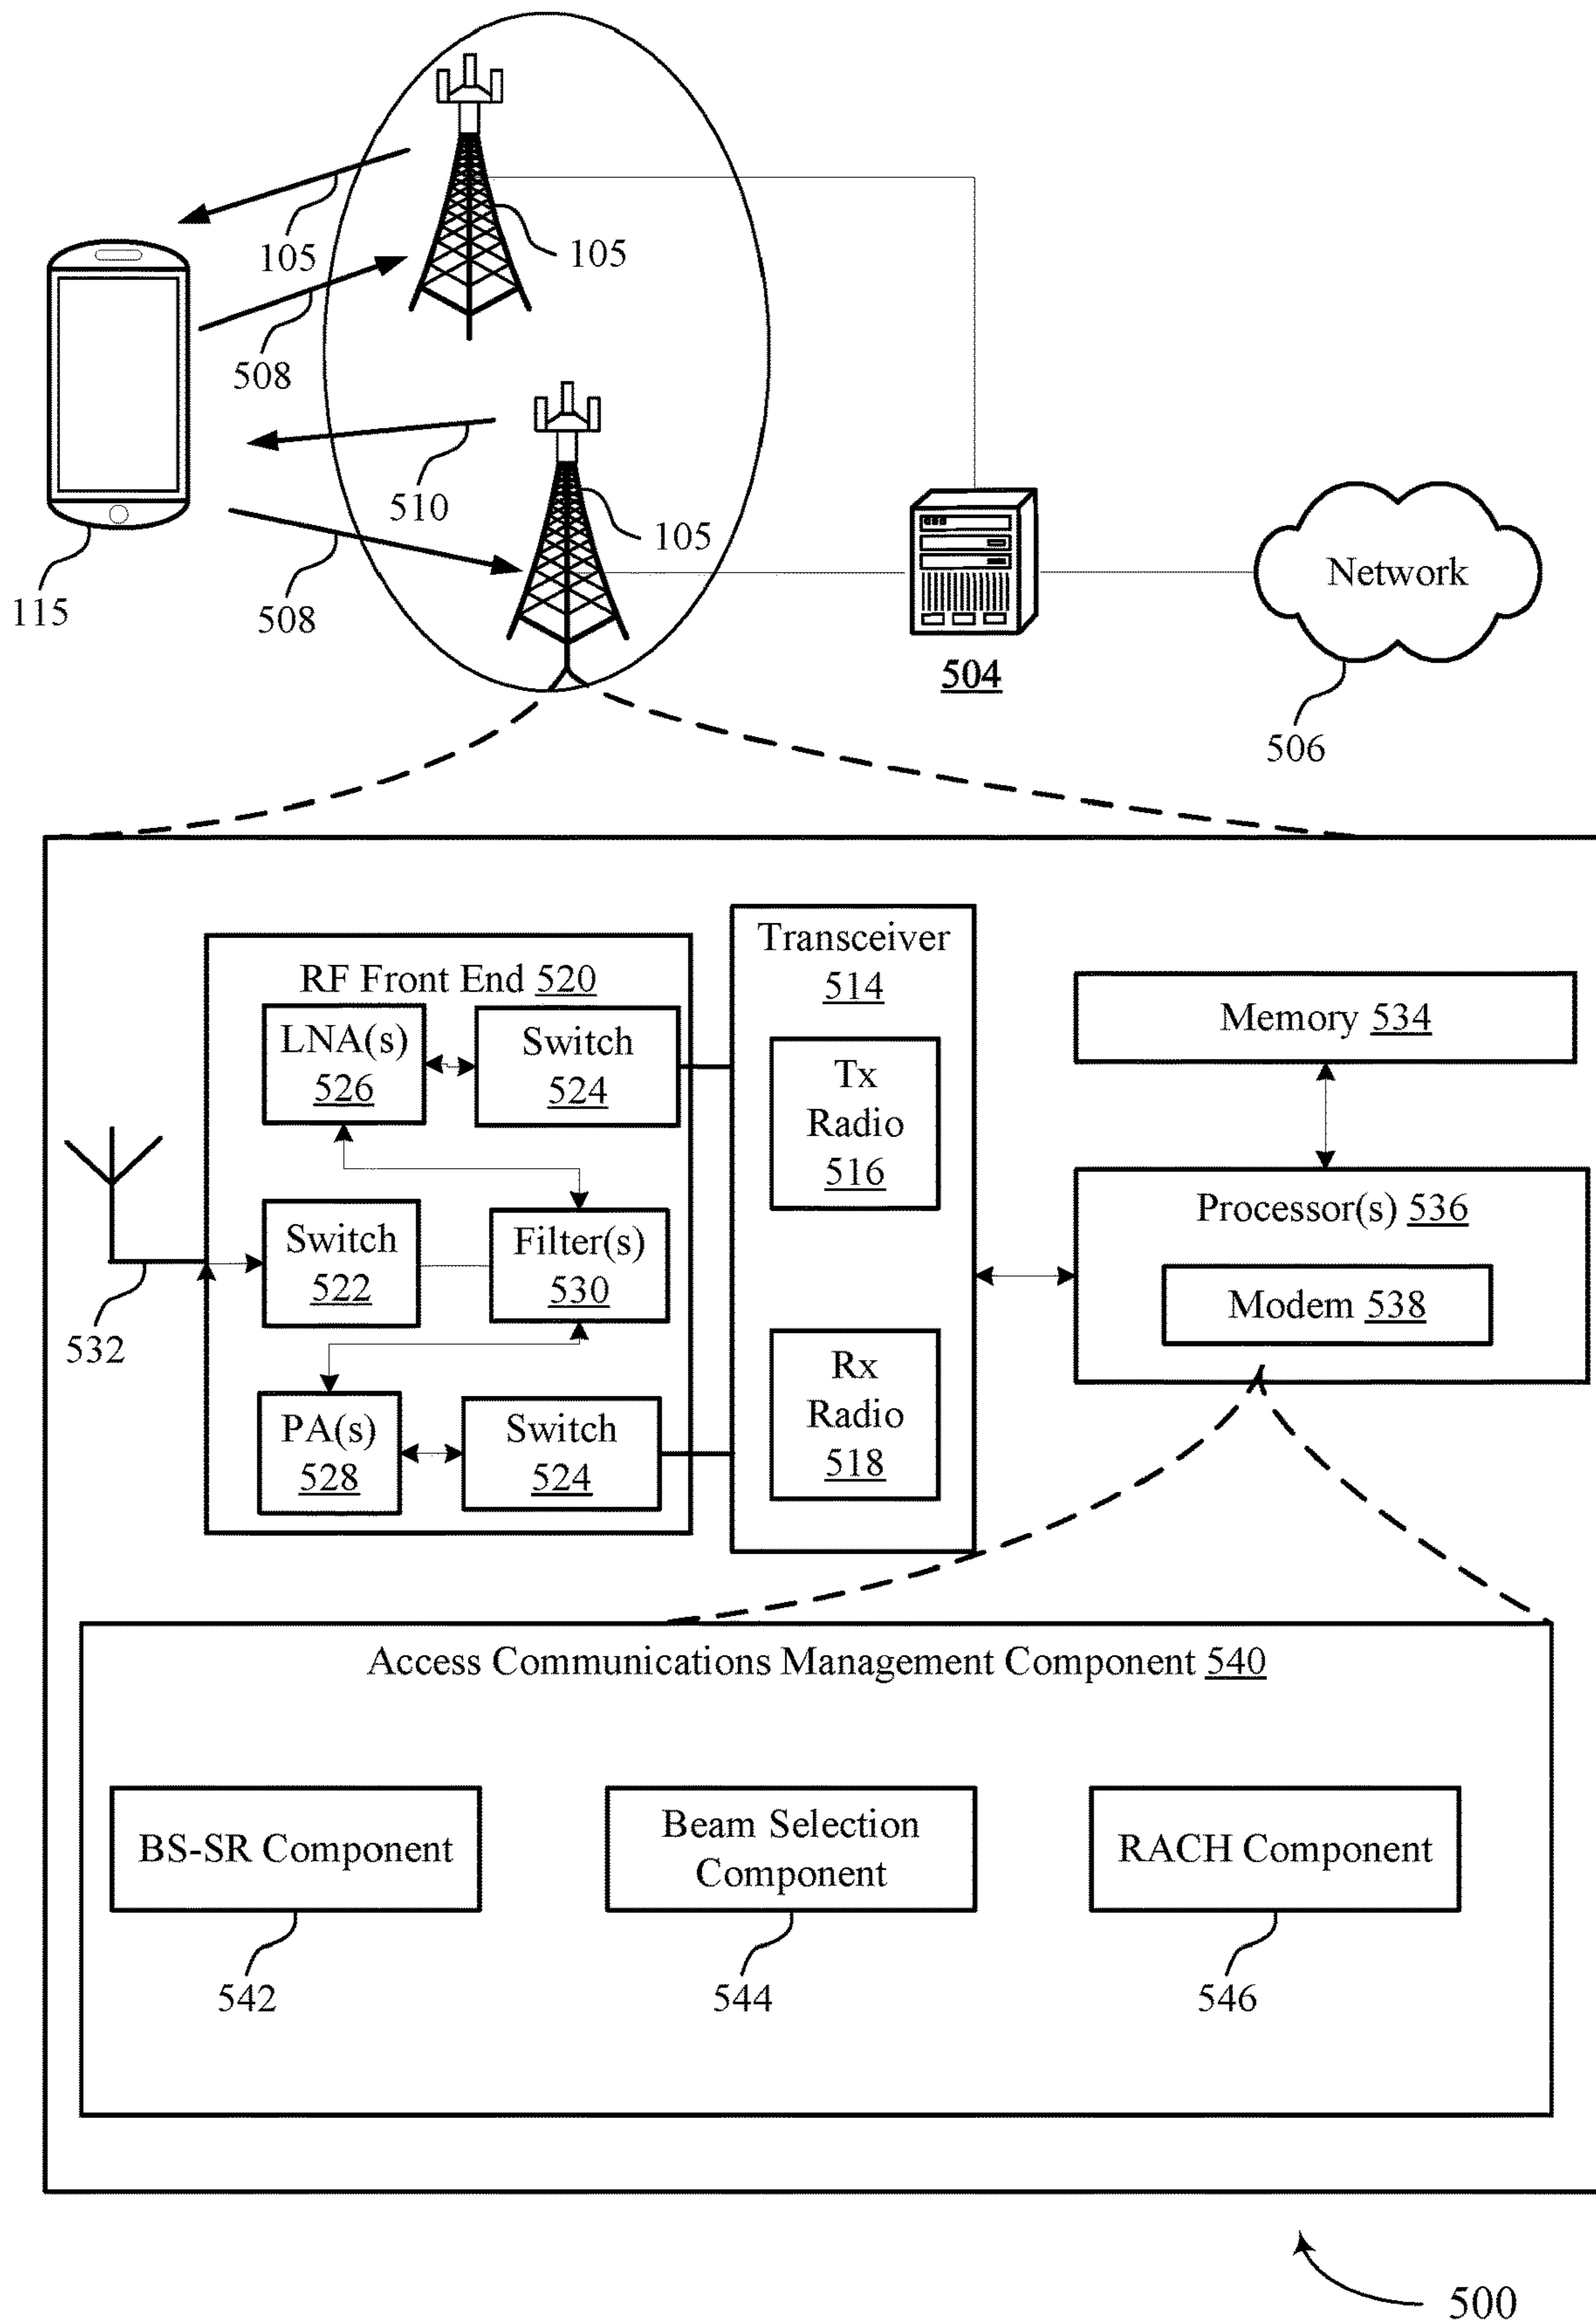 105
105
508
510
105
115
508
504
Network
506
RF Front End 520
LNA(s)
526
Switch
524
Transceiver
514
Tx
Radio
516
Memory 534
Switch
522
Filter(s)
530
Processor(s) 536
Modem 538
532
PA(s)
528
Switch
524
Rx
Radio
518
Access Communications Management Component 540
BS-SR Component
Beam Selection
Component
RACH Component
542
544
546
500